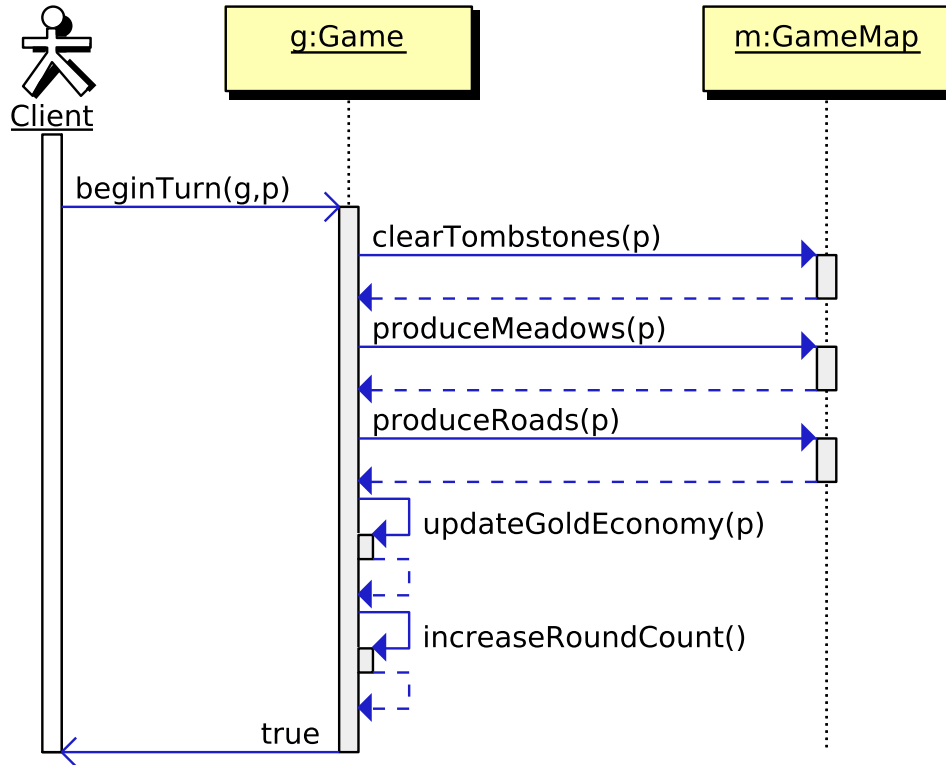 g:Game
m:GameMap
Client
beginTurn(g,p)
clearTombstones(p)
produceMeadows(p)
produceRoads(p)
updateGoldEconomy(p)
increaseRoundCount()
true